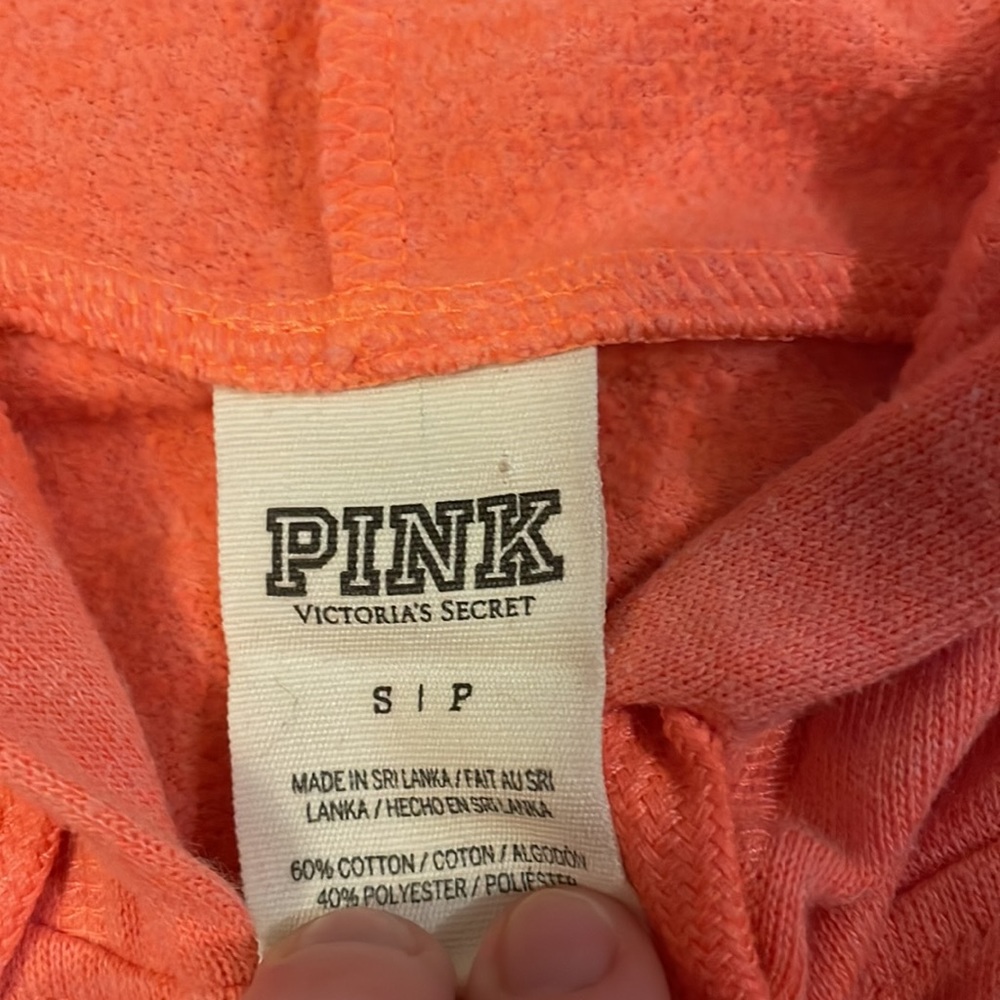 PINK
VICTORIA'S SECRET
S | P
MADE IN SRI LANKA / FAIT AU SRI
LANKA / HECHO EN SRI LANKA
60% COTTON / COTON / ALGODÓN
40% POLYESTER / POLIÉSTER